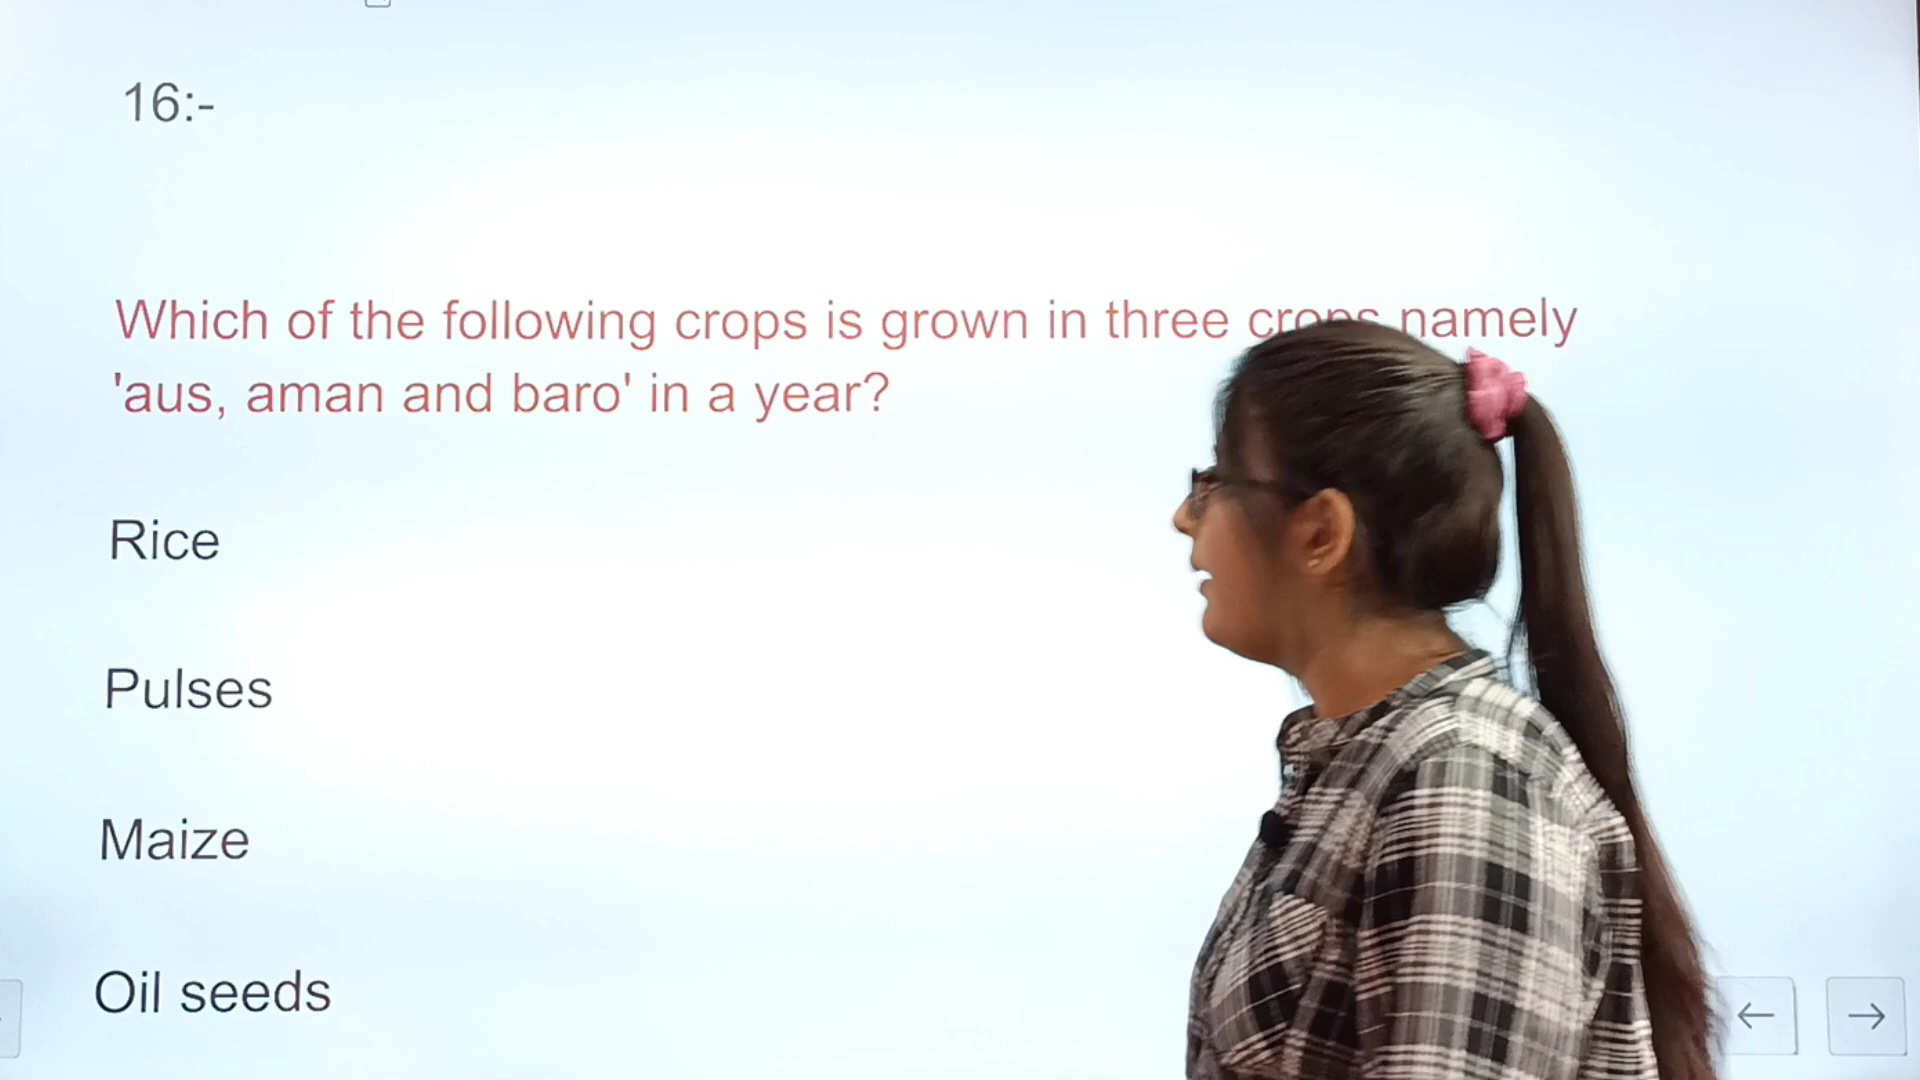 16:-
Which of the following crops is grown in three crops namely
'aus, aman and baro' in a year?
Rice
Pulses
Maize
Oil seeds